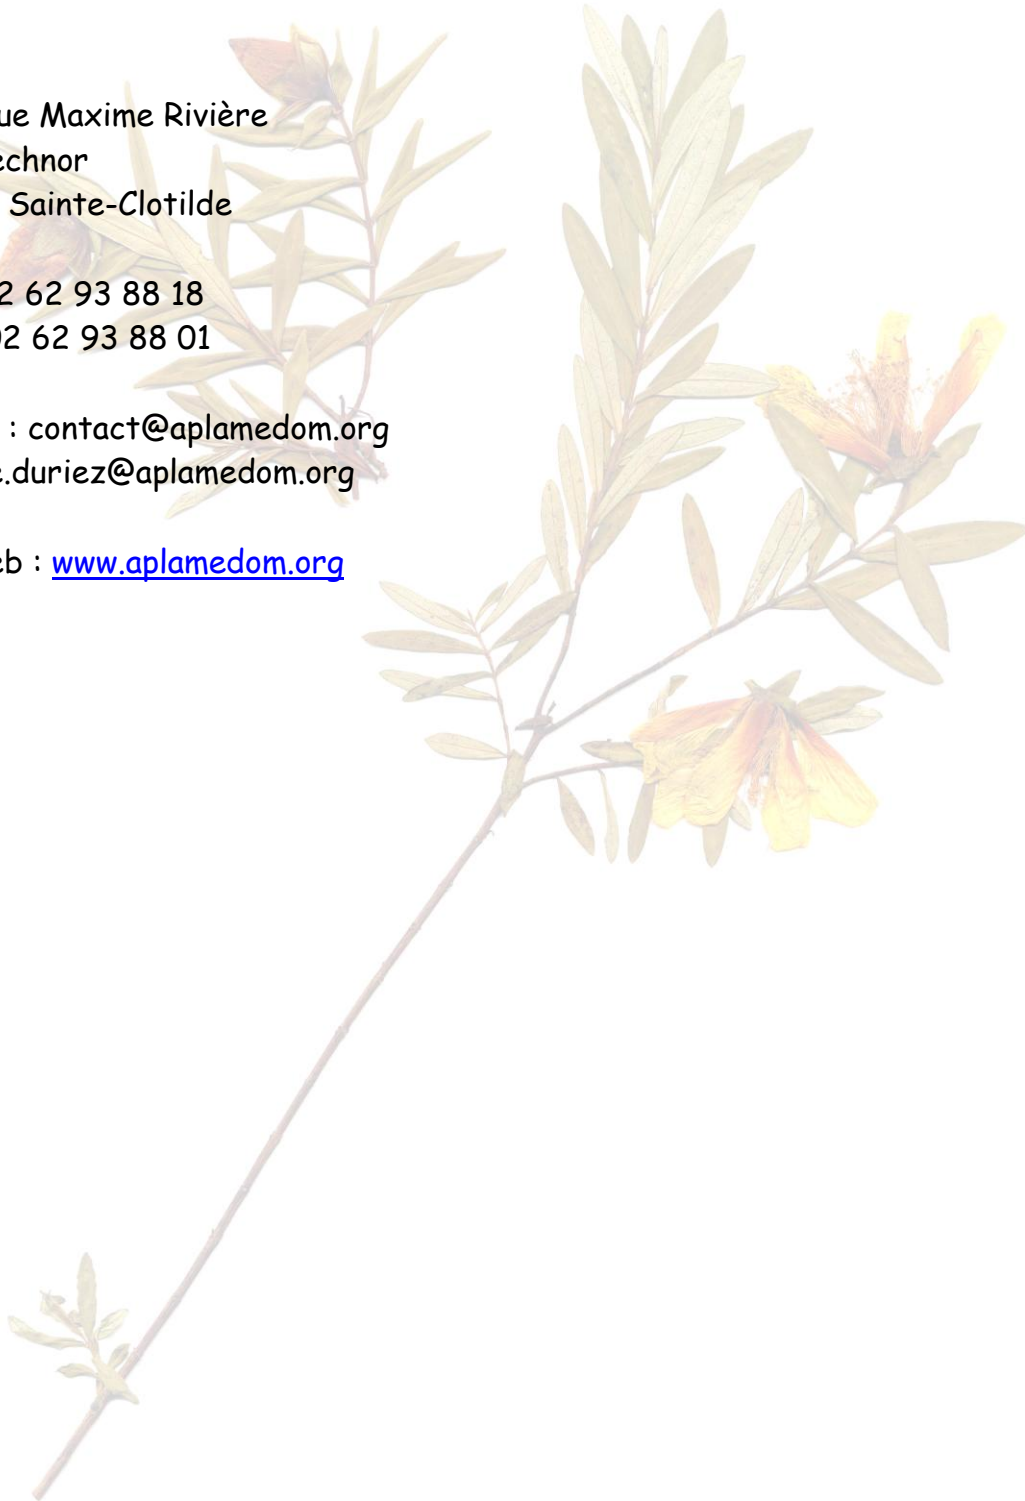 ue Maxime Rivière
echnor
Sainte-Clotilde
2 62 93 88 18
02 62 93 88 01
: contact@aplamedom.org
e.duriez@aplamedom.org
eb : www.aplamedom.org